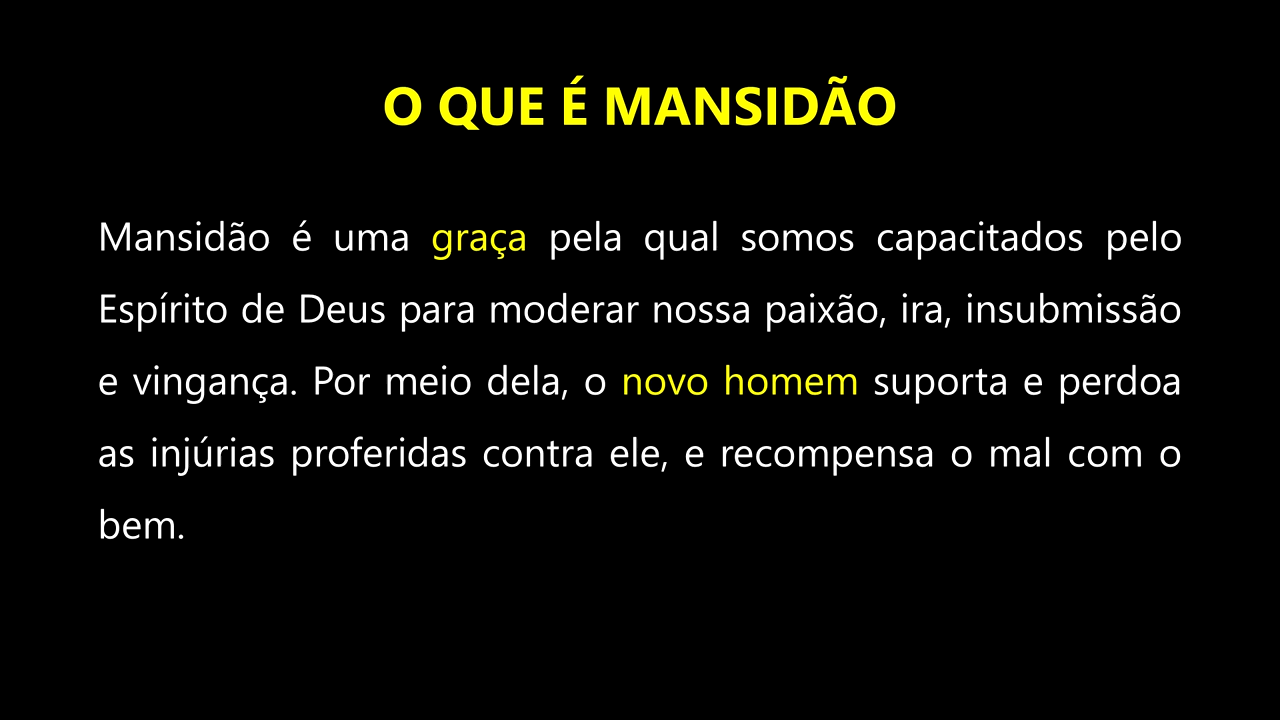 O QUE É MANSIDÃO
Mansidão é uma graça pela qual somos capacitados pelo
Espírito de Deus para moderar nossa paixão, ira, insubmissão
e vingança. Por meio dela, o novo homem suporta e perdoa
as injúrias proferidas contra ele, e recompensa o mal com o
bem.